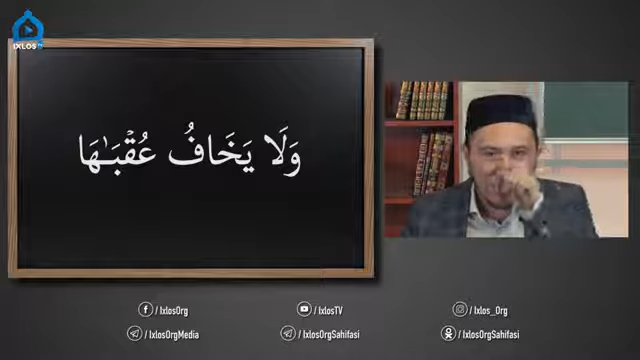 IXLOS
وَلَا يَخَافُ عُقْبَـٰهَا
/ IxlosOrg
/ IxlosTV
/ Ixlos_Org
/ IxlosOrgMedia
/ IxlosOrgSahifasi
/ IxlosOrgSahifasi